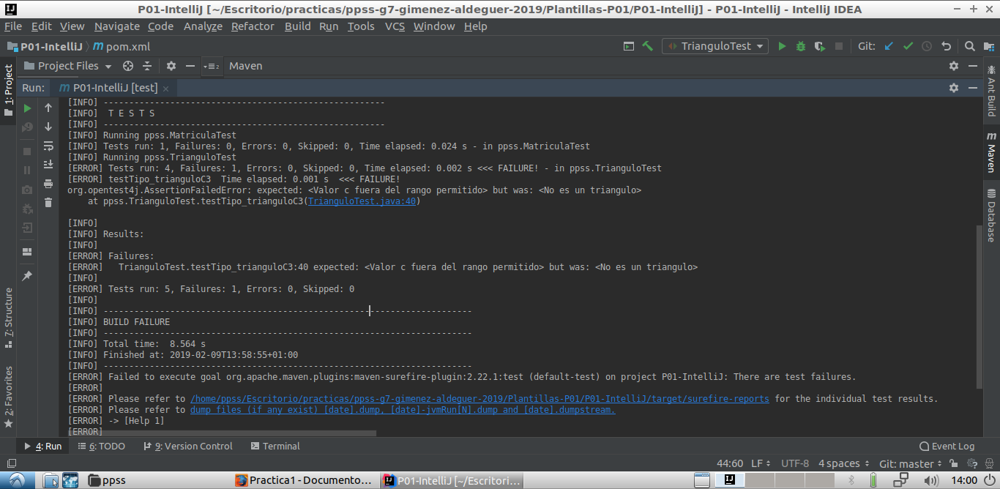 P01-IntelliJ [~/Escritorio/practicas/ppss-g7-gimenez-aldeguer-2019/Plantillas-P01/P01-IntelliJ] - P01-IntelliJ - IntelliJ IDEA
File Edit View Navigate Code Analyze Refactor Build Run Tools VCS Window Help
P01-IntelliJ pom.xml TrianguloTest Git:
Project Files Maven
Run: P01-IntelliJ [test]
[INFO] -------------------------------------------------------
[INFO]  T E S T S
[INFO] -------------------------------------------------------
[INFO] Running ppss.MatriculaTest
[INFO] Tests run: 1, Failures: 0, Errors: 0, Skipped: 0, Time elapsed: 0.024 s - in ppss.MatriculaTest
[INFO] Running ppss.TrianguloTest
[ERROR] Tests run: 4, Failures: 1, Errors: 0, Skipped: 0, Time elapsed: 0.002 s <<< FAILURE! - in ppss.TrianguloTest
[ERROR] testTipo_trianguloC3  Time elapsed: 0.001 s  <<< FAILURE!
org.opentest4j.AssertionFailedError: expected: <Valor c fuera del rango permitido> but was: <No es un triangulo>
at ppss.TrianguloTest.testTipo_trianguloC3(TrianguloTest.java:40)
[INFO]
[INFO] Results:
[INFO]
[ERROR] Failures:
[ERROR]   TrianguloTest.testTipo_trianguloC3:40 expected: <Valor c fuera del rango permitido> but was: <No es un triangulo>
[INFO]
[ERROR] Tests run: 5, Failures: 1, Errors: 0, Skipped: 0
[INFO]
[INFO] ------------------------------------------------------------------------
[INFO] BUILD FAILURE
[INFO] ------------------------------------------------------------------------
[INFO] Total time:  8.564 s
[INFO] Finished at: 2019-02-09T13:58:55+01:00
[INFO] ------------------------------------------------------------------------
[ERROR] Failed to execute goal org.apache.maven.plugins:maven-surefire-plugin:2.22.1:test (default-test) on project P01-IntelliJ: There are test failures.
[ERROR]
[ERROR] Please refer to /home/ppss/Escritorio/practicas/ppss-g7-gimenez-aldeguer-2019/Plantillas-P01/P01-IntelliJ/target/surefire-reports for the individual test results.
[ERROR] Please refer to dump files (if any exist) [date].dump, [date]-jvmRun[N].dump and [date].dumpstream.
[ERROR] -> [Help 1]
[ERROR]
1: Project
7: Structure
2: Favorites
Ant Build
Maven
Database
4: Run 6: TODO 9: Version Control Terminal Event Log
44:60 LF UTF-8 4 spaces Git: master
ppss Practica1 - Documento... P01-IntelliJ [~/Escritori... 14:00